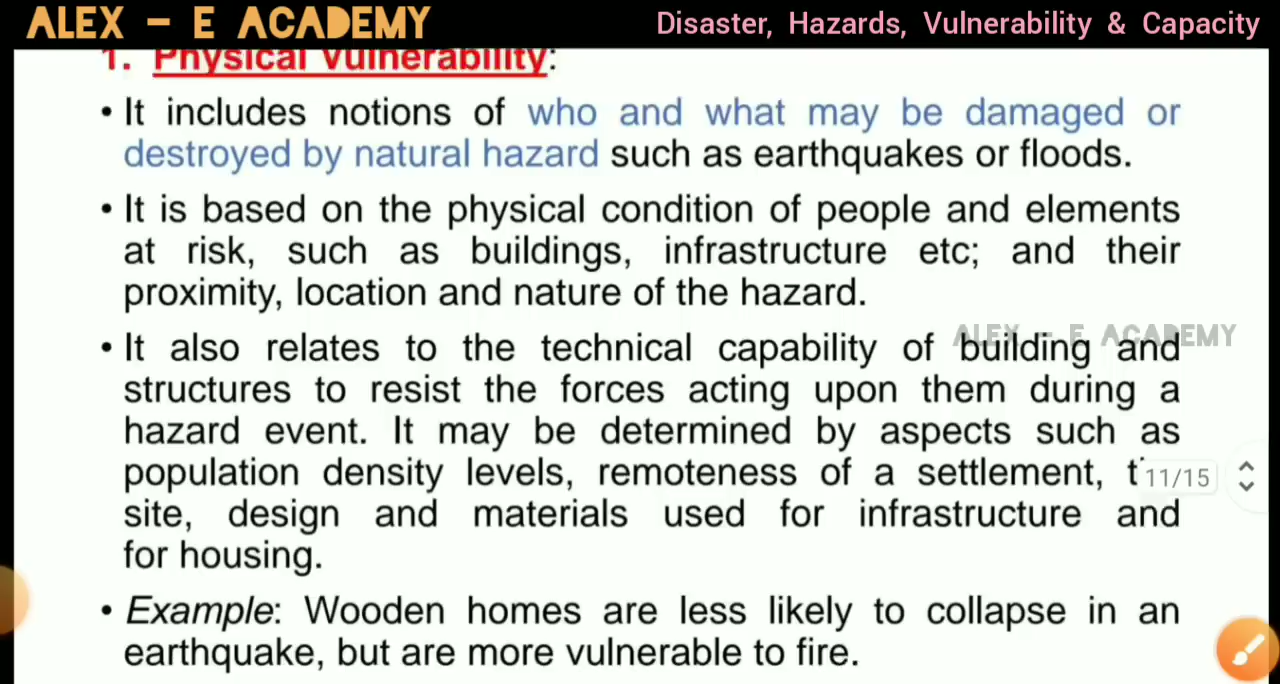 ALEX – E ACADEMY
Disaster, Hazards, Vulnerability & Capacity
1. Physical Vulnerability:
• It includes notions of who and what may be damaged or
destroyed by natural hazard such as earthquakes or floods.
• It is based on the physical condition of people and elements
at risk, such as buildings, infrastructure etc; and their
proximity, location and nature of the hazard.
ALEX – E ACADEMY
• It also relates to the technical capability of building and
structures to resist the forces acting upon them during a
hazard event. It may be determined by aspects such as
population density levels, remoteness of a settlement,
11/15
site, design and materials used for infrastructure and
for housing.
• Example: Wooden homes are less likely to collapse in an
earthquake, but are more vulnerable to fire.